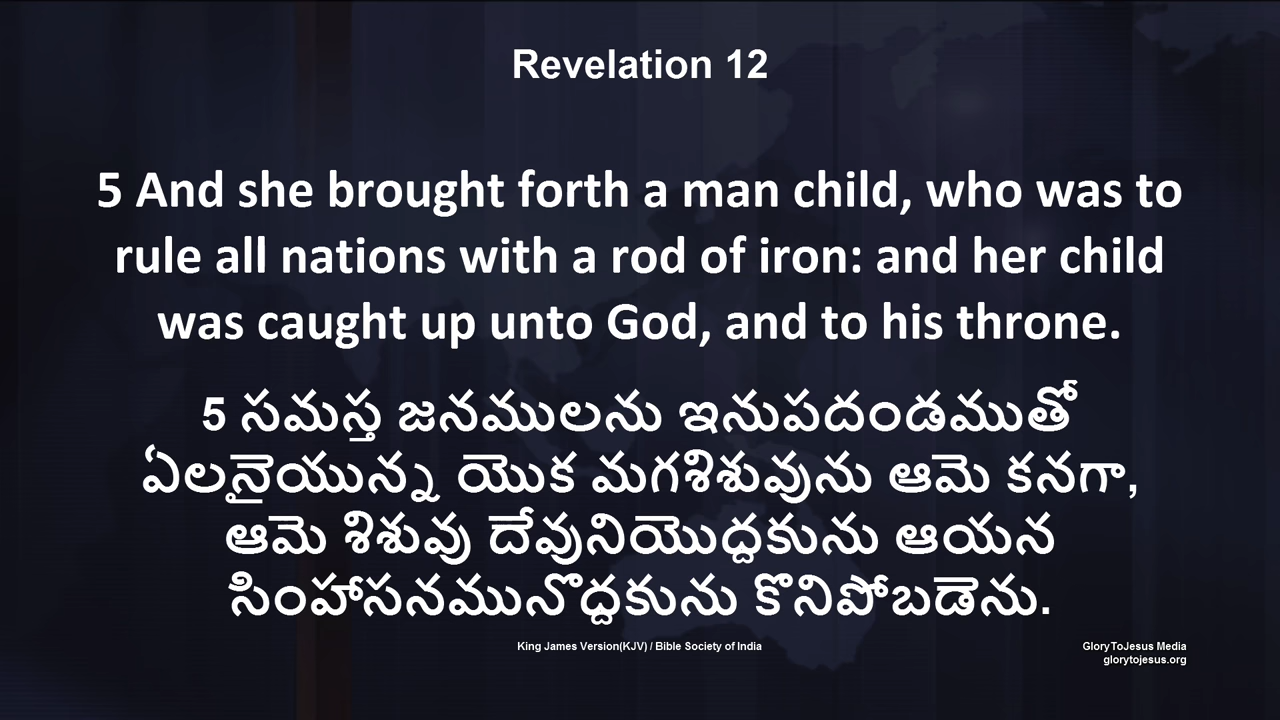 Revelation 12
5 And she brought forth a man child, who was to
rule all nations with a rod of iron: and her child
was caught up unto God, and to his throne.
5 సమస్త జనములను ఇనుపదండముతో
ఏలనైయున్న యొక మగశిశువును ఆమె కనగా,
ఆమె శిశువు దేవునియొద్దకును ఆయన
సింహాసనమునొద్దకును కొనిపోబడెను.
King James Version(KJV) / Bible Society of India
GloryToJesus Media
glorytojesus.org